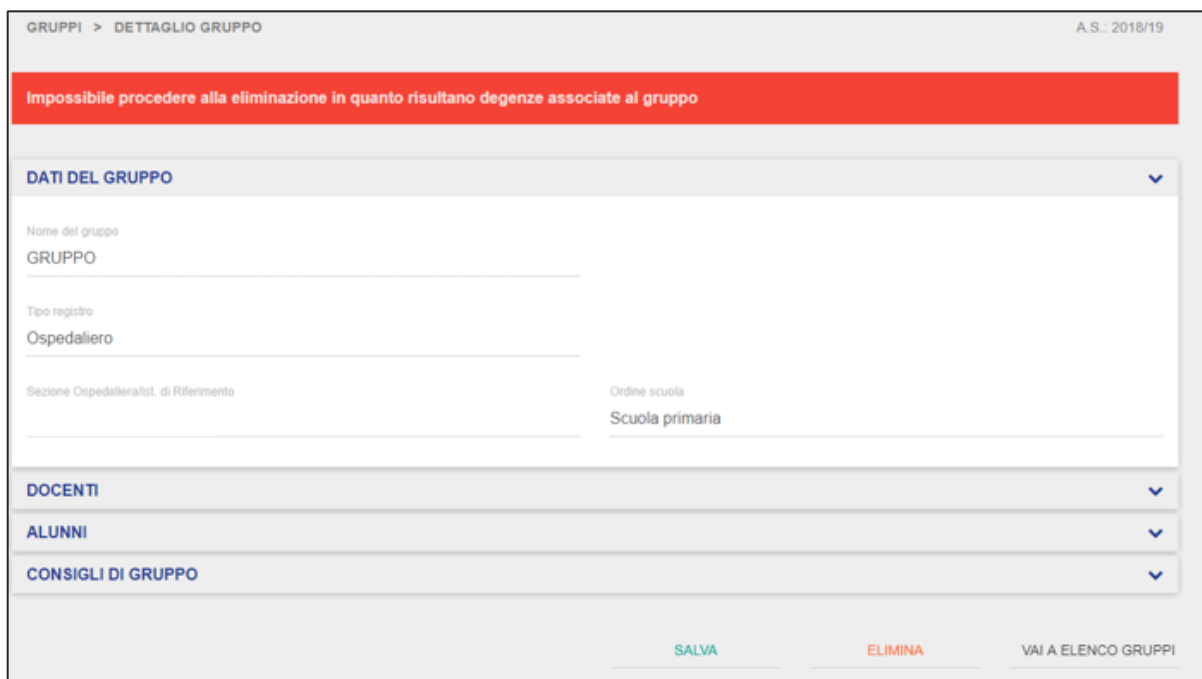 GRUPPI > DETTAGLIO GRUPPO A.S.: 2018/19
Impossibile procedere alla eliminazione in quanto risultano degenze associate al gruppo
DATI DEL GRUPPO
Nome del gruppo
GRUPPO
Tipo registro
Ospedaliero
Sezione Ospedaliera/Ist. di Riferimento Ordine scuola
Scuola primaria
DOCENTI
ALUNNI
CONSIGLI DI GRUPPO
SALVA ELIMINA VAI A ELENCO GRUPPI